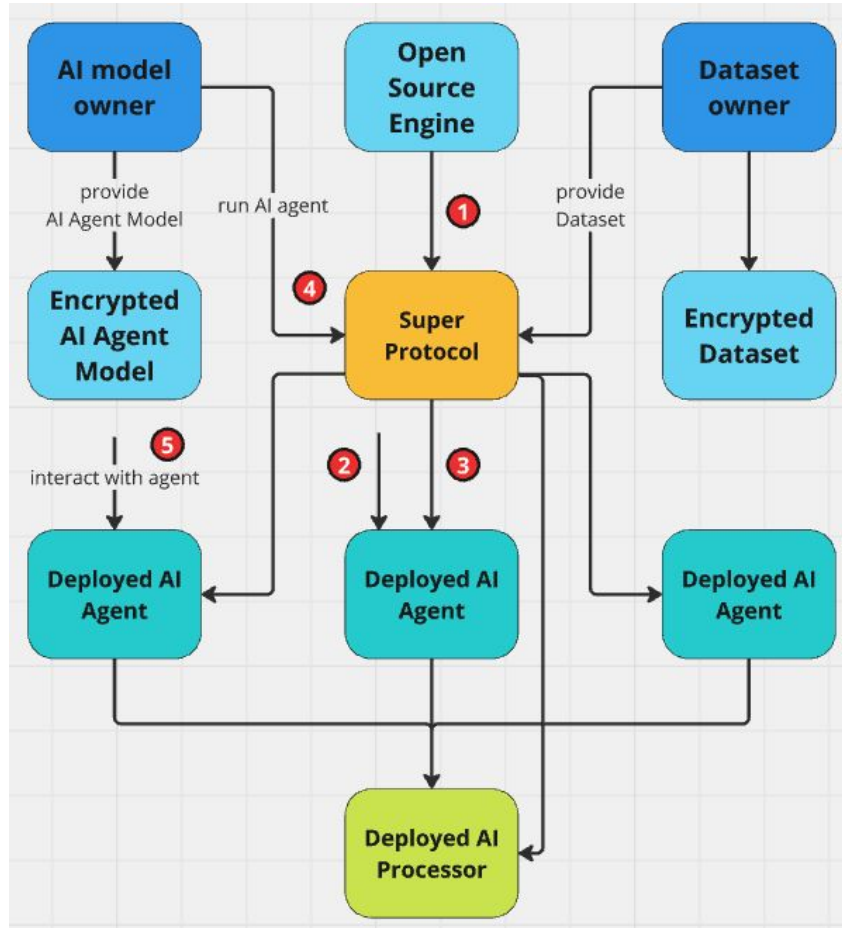 AI model
owner
Open
Source
Engine
Dataset
owner
provide
AI Agent Model
run AI agent
1
provide
Dataset
Encrypted
AI Agent
Model
4
Super
Protocol
Encrypted
Dataset
5
interact with agent
2
3
Deployed AI
Agent
Deployed AI
Agent
Deployed AI
Agent
Deployed AI
Processor